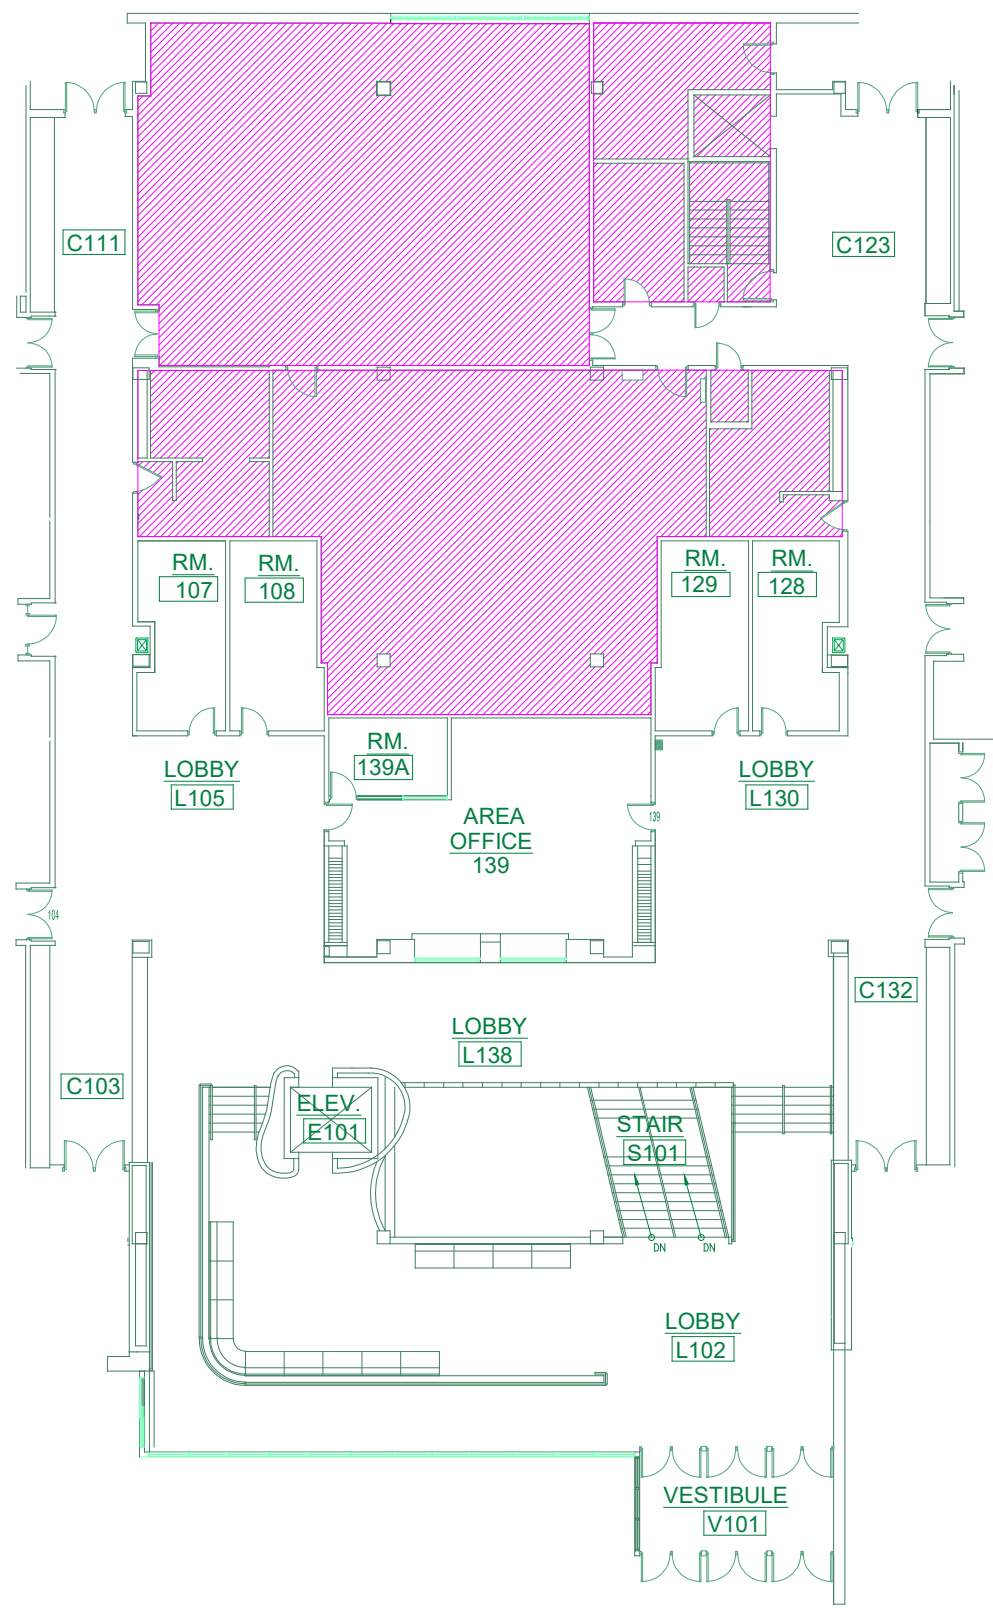 C111
C123
RM.
107
RM.
108
RM.
129
RM.
128
RM.
139A
LOBBY
L105
LOBBY
L130
AREA
OFFICE
139
139
104
C132
LOBBY
L138
C103
ELEV.
E101
STAIR
S101
DN
DN
LOBBY
L102
VESTIBULE
V101